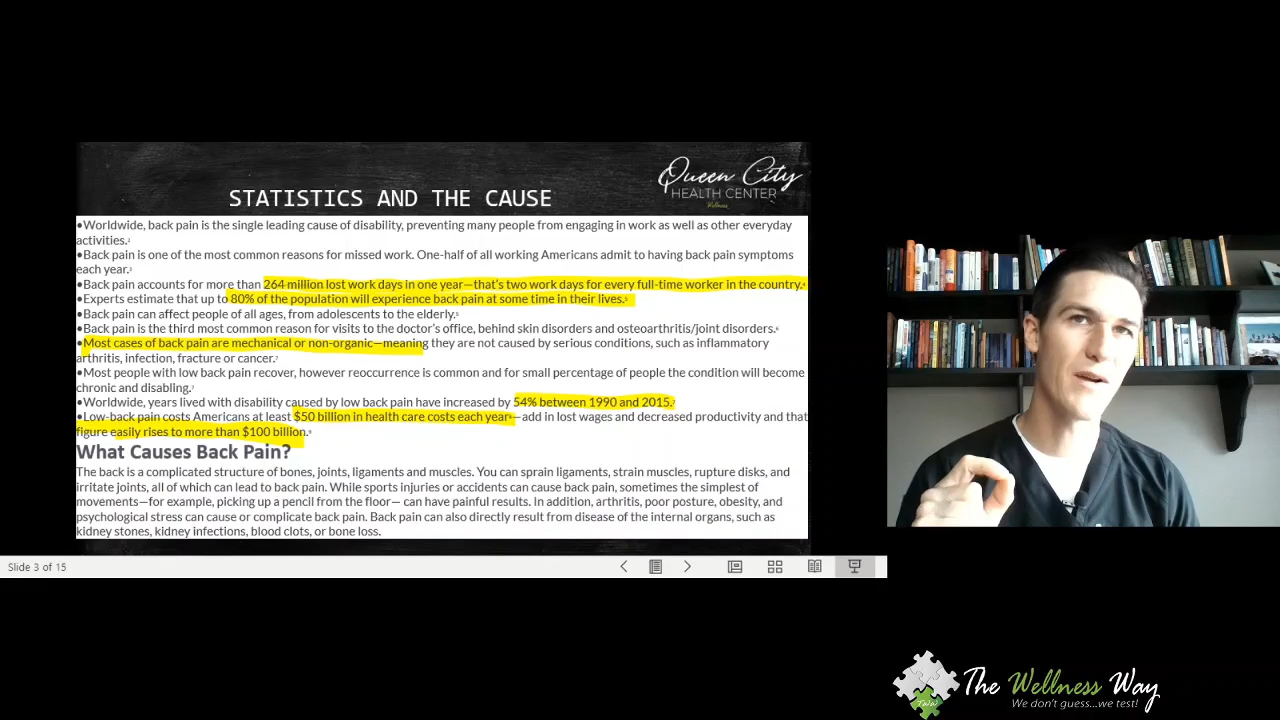 STATISTICS AND THE CAUSE
Queen City
HEALTH CENTER
Wellness
•Worldwide, back pain is the single leading cause of disability, preventing many people from engaging in work as well as other everyday
activities.
•Back pain is one of the most common reasons for missed work. One-half of all working Americans admit to having back pain symptoms
each year.
•Back pain accounts for more than 264 million lost work days in one year—that's two work days for every full-time worker in the country.
•Experts estimate that up to 80% of the population will experience back pain at some time in their lives.
•Back pain can affect people of all ages, from adolescents to the elderly.
•Back pain is the third most common reason for visits to the doctor's office, behind skin disorders and osteoarthritis/joint disorders.
•Most cases of back pain are mechanical or non-organic—meaning they are not caused by serious conditions, such as inflammatory
arthritis, infection, fracture or cancer.
•Most people with low back pain recover, however reoccurrence is common and for small percentage of people the condition will become
chronic and disabling.
•Worldwide, years lived with disability caused by low back pain have increased by 54% between 1990 and 2015.
•Low-back pain costs Americans at least $50 billion in health care costs each year—add in lost wages and decreased productivity and that
figure easily rises to more than $100 billion.
What Causes Back Pain?
The back is a complicated structure of bones, joints, ligaments and muscles. You can sprain ligaments, strain muscles, rupture disks, and
irritate joints, all of which can lead to back pain. While sports injuries or accidents can cause back pain, sometimes the simplest of
movements—for example, picking up a pencil from the floor— can have painful results. In addition, arthritis, poor posture, obesity, and
psychological stress can cause or complicate back pain. Back pain can also directly result from disease of the internal organs, such as
kidney stones, kidney infections, blood clots, or bone loss.
Slide 3 of 15
TWW
The Wellness Way
We don't guess...we test!